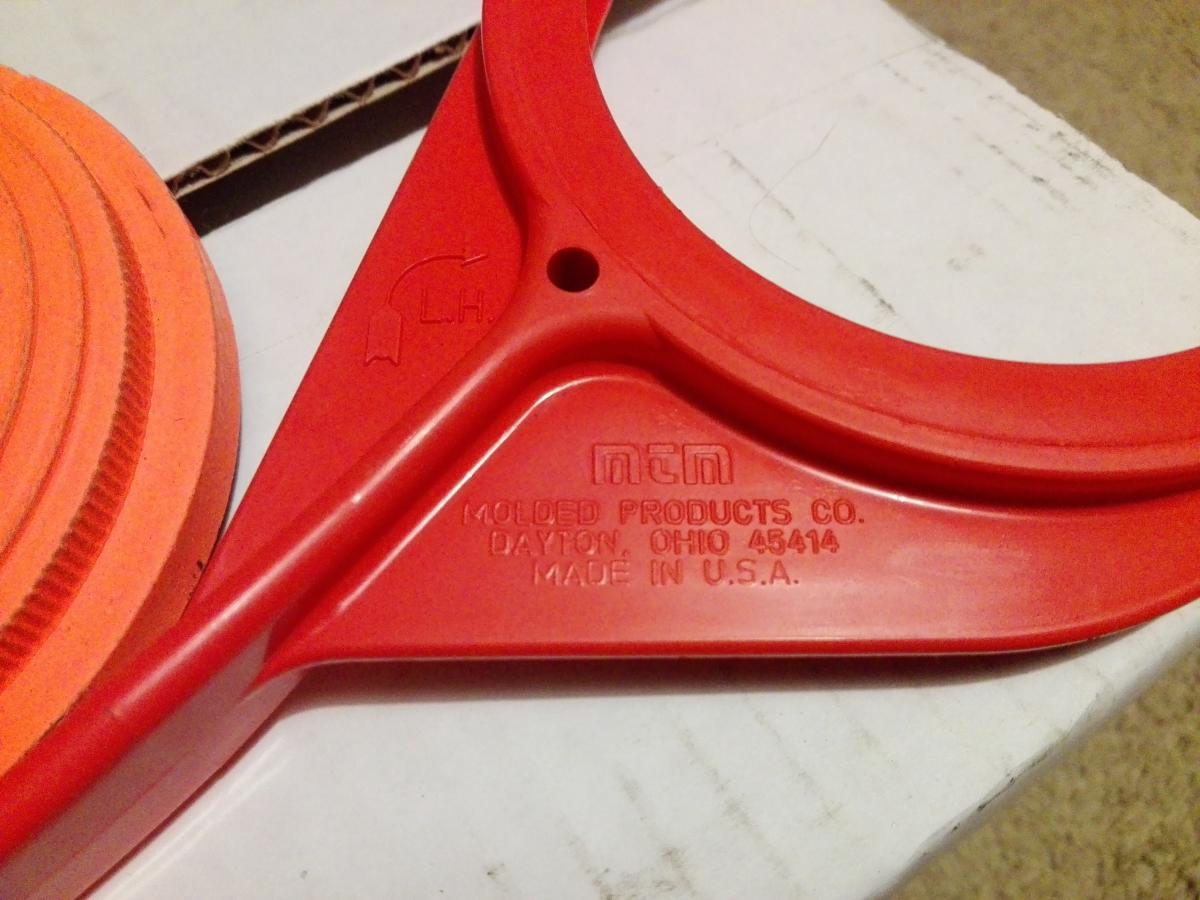 L.H.
mtm
MOLDED PRODUCTS CO.
DAYTON, OHIO 45414
MADE IN U.S.A.